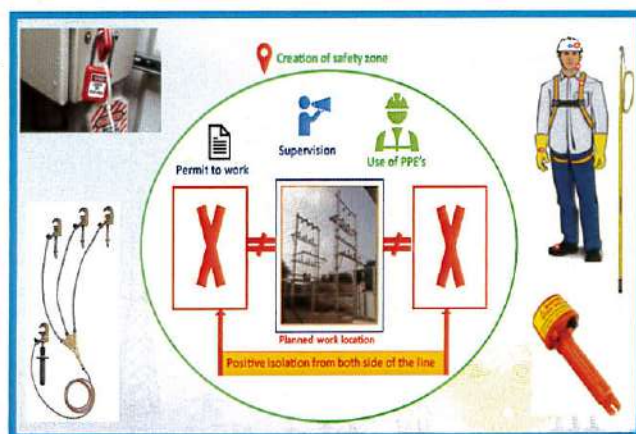 Creation of safety zone
Permit to work
Supervision
Use of PPE's
Planned work location
Positive isolation from both side of the line